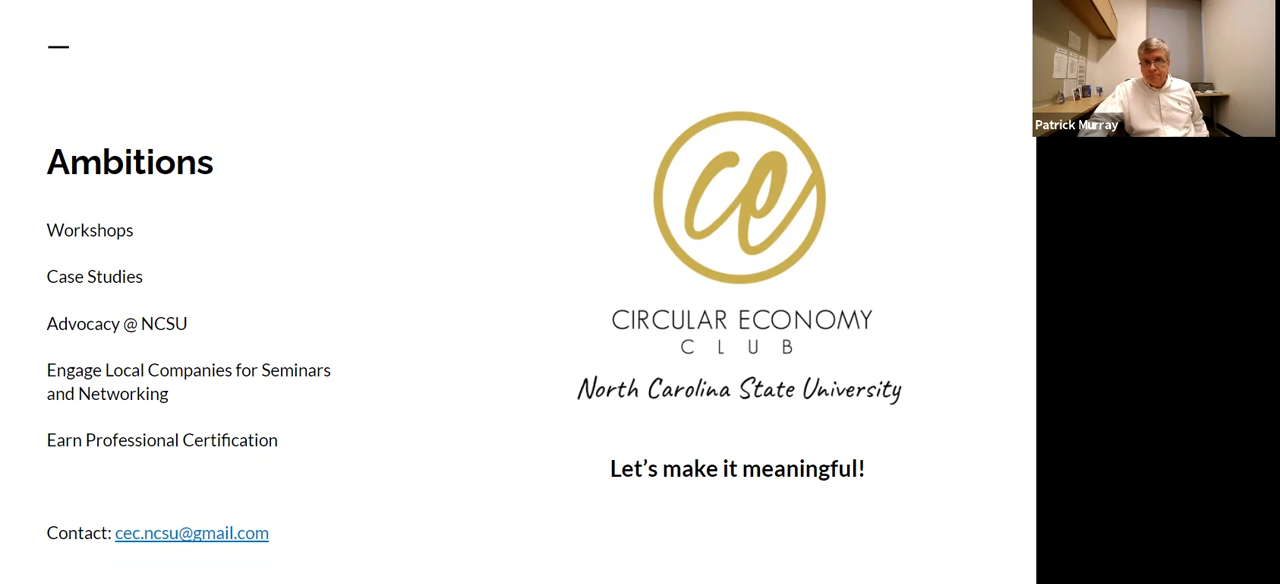 Ambitions
Workshops
Case Studies
Advocacy @ NCSU
Engage Local Companies for Seminars
and Networking
Earn Professional Certification
Contact: cec.ncsu@gmail.com
ce
CIRCULAR ECONOMY
CLUB
North Carolina State University
Let's make it meaningful!
Patrick Murray